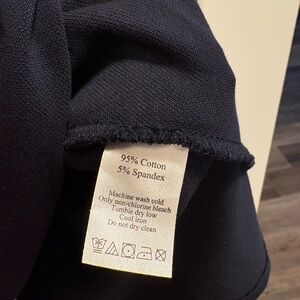 95% Cotton
5% Spandex
Machine wash cold
Only non-chlorine bleach
Tumble dry low
Cool iron
Do not dry clean